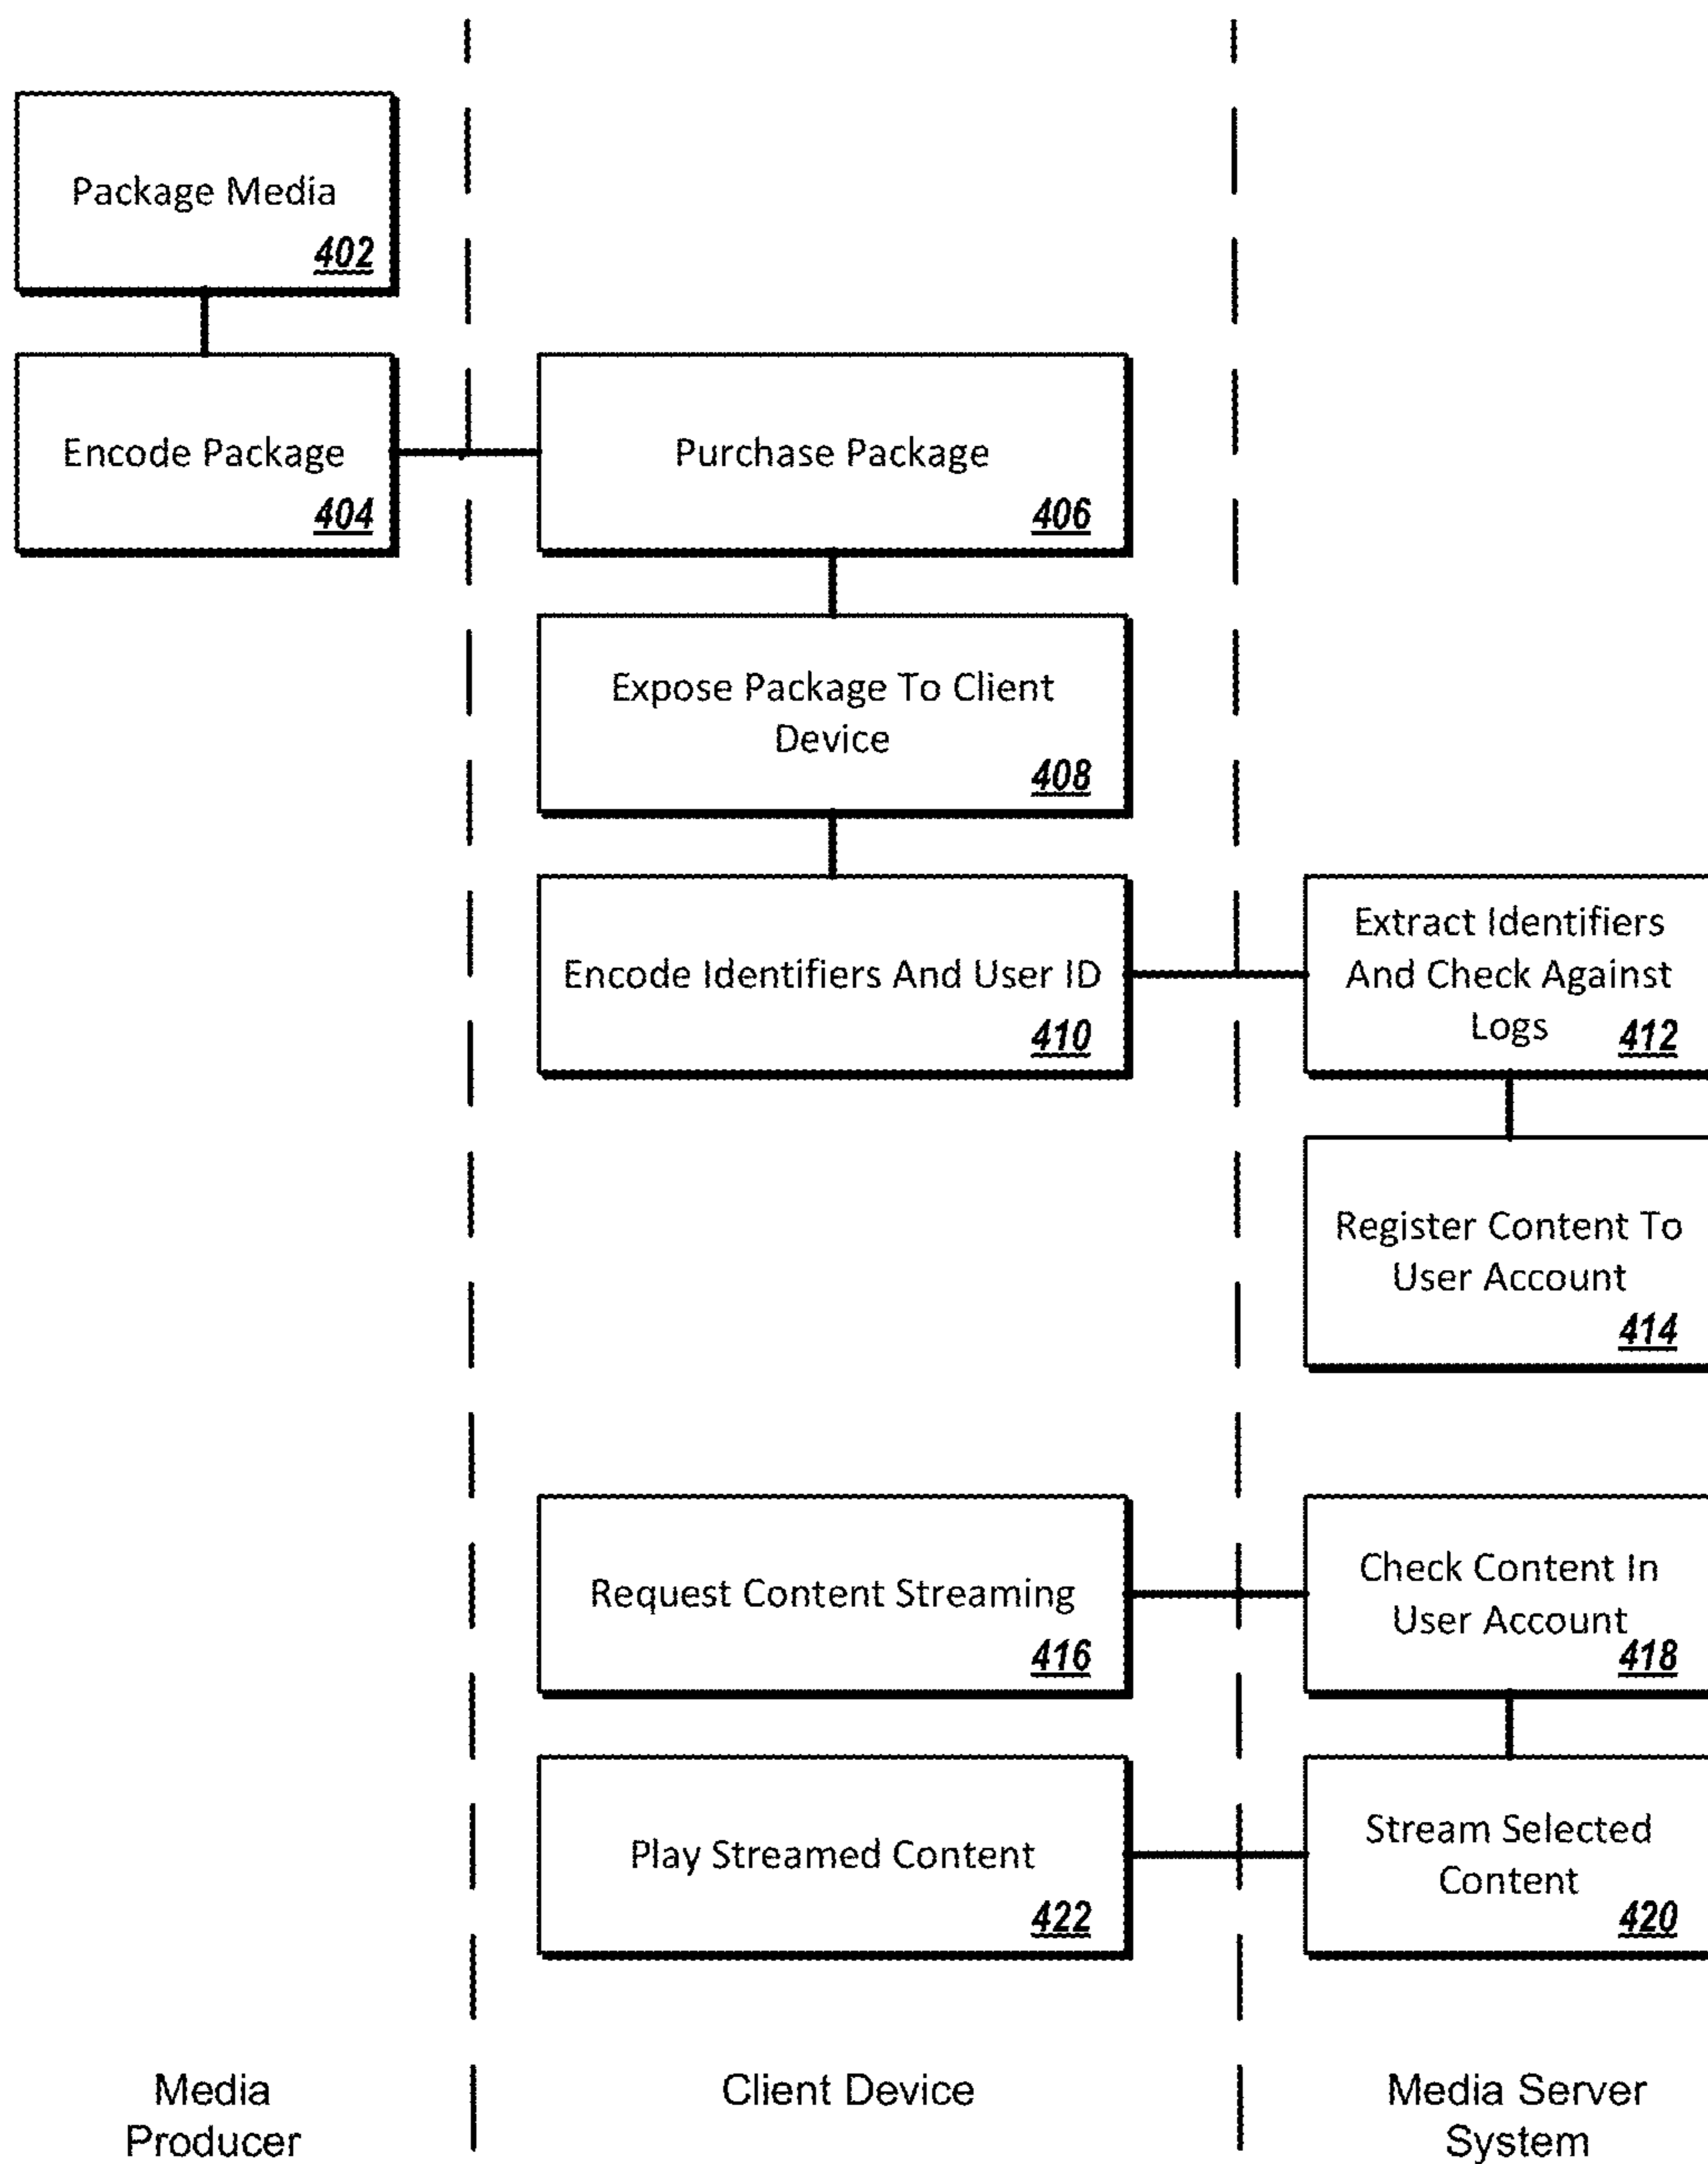 Package Media
402
Encode Package
404
Purchase Package
406
Expose Package To Client
Device
408
Encode Identifiers And User ID
410
Extract Identifiers
And Check Against
Logs
412
Register Content To
User Account
414
Request Content Streaming
416
Check Content In
User Account
418
Stream Selected
Content
420
Play Streamed Content
422
Media
Producer
Client Device
Media Server
System